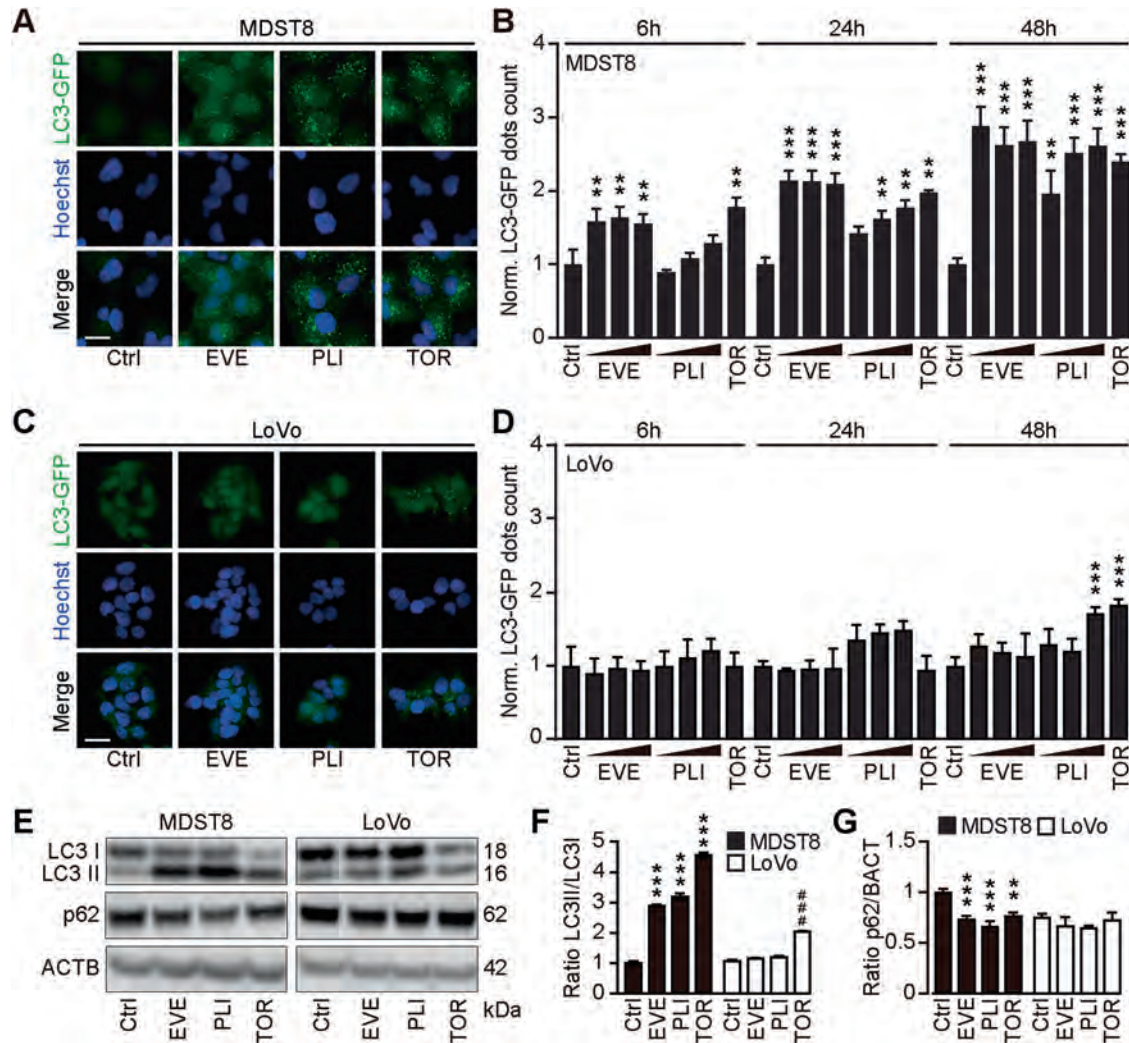 A
MDST8
LC3-GFP
Hoechst
Merge
Ctrl EVE PLI TOR
B
6h 24h 48h
MDST8
Norm. LC3-GFP dots count
4
3
2
1
0
** ** ** ** *** *** *** ** ** ** *** *** *** ** *** *** ***
Ctrl EVE PLI TOR Ctrl EVE PLI TOR Ctrl EVE PLI TOR
C
LoVo
LC3-GFP
Hoechst
Merge
Ctrl EVE PLI TOR
D
6h 24h 48h
LoVo
Norm. LC3-GFP dots count
4
3
2
1
0
*** ***
Ctrl EVE PLI TOR Ctrl EVE PLI TOR Ctrl EVE PLI TOR
E
MDST8 LoVo
LC3 I 18
LC3 II 16
p62 62
ACTB 42
Ctrl EVE PLI TOR Ctrl EVE PLI TOR kDa
F
Ratio LC3II/LC3I
5
4
3
2
1
0
MDST8
LoVo
*** *** *** ###
Ctrl EVE PLI TOR Ctrl EVE PLI TOR
G
MDST8 LoVo
Ratio p62/BACT
1.5
1
0.5
0
*** *** **
Ctrl EVE PLI TOR Ctrl EVE PLI TOR